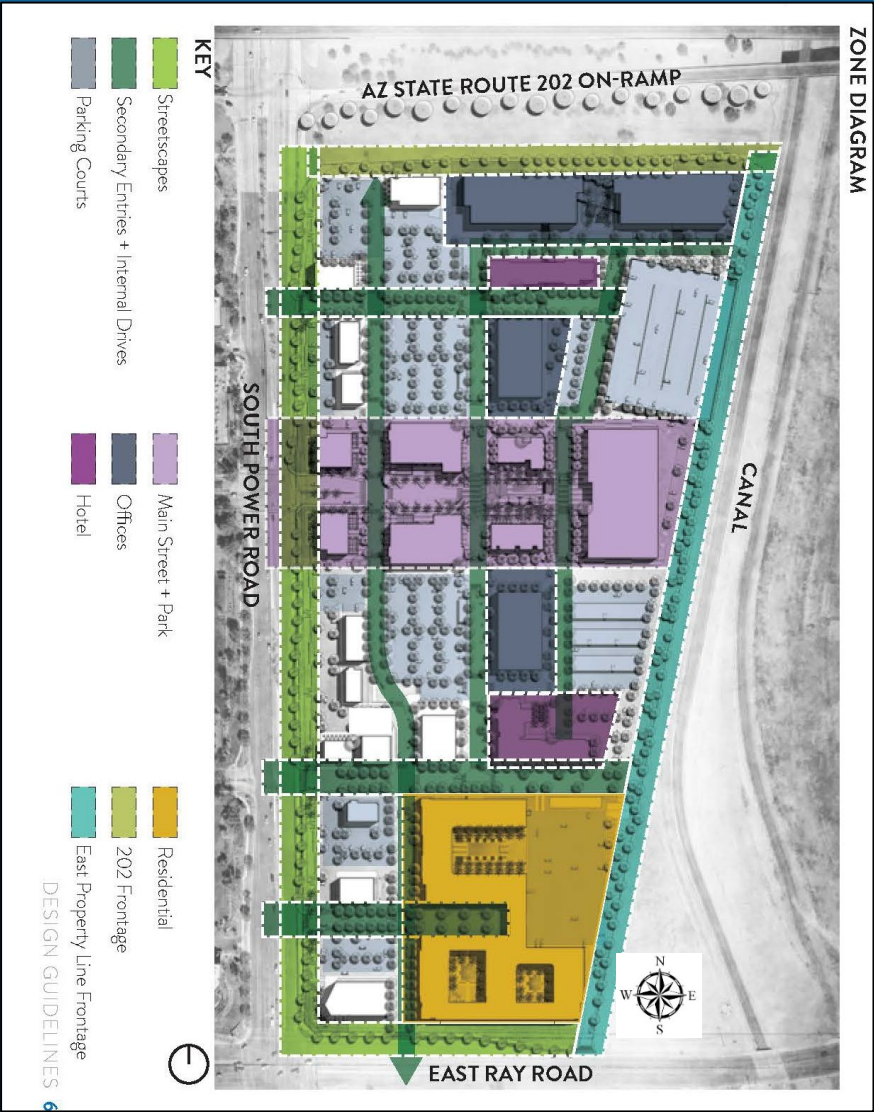 ZONE DIAGRAM
AZ STATE ROUTE 202 ON-RAMP
CANAL
SOUTH POWER ROAD
EAST RAY ROAD
N
W
E
S
KEY
Streetscapes
Secondary Entries + Internal Drives
Parking Courts
Main Street + Park
Offices
Hotel
Residential
202 Frontage
East Property Line Frontage
DESIGN GUIDELINES 6